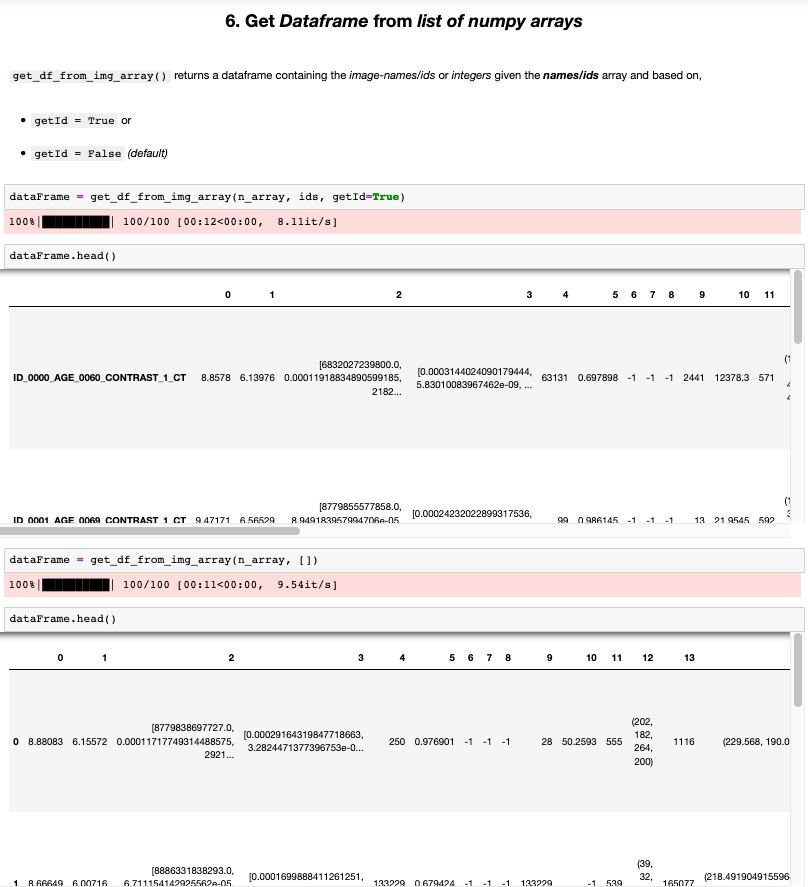 6. Get Dataframe from list of numpy arrays
get_df_from_img_array() returns a dataframe containing the image-names/ids or integers given the names/ids array and based on,
• getId = True or
• getId = False (default)
dataFrame = get_df_from_img_array(n_array, ids, getId=True)
100%|██████████| 100/100 [00:12<00:00, 8.11it/s]
dataFrame.head()
0 1 2 3 4 5 6 7 8 9 10 11
[6832027239800.0,
0.00011918834890599185,
2182...
[0.0003144024090179444,
5.83010083967462e-09, ...
ID_0000_AGE_0060_CONTRAST_1_CT 8.8578 6.13976 63131 0.697898 -1 -1 -1 2441 12378.3 571
[8779855577858.0,
8.949183957994706e-05,
[0.00024232022899317536,
ID_0001_AGE_0069_CONTRAST_1_CT 9.47171 6.56529 99 0.986145 -1 -1 -1 13 21.9545 592
dataFrame = get_df_from_img_array(n_array, [])
100%|██████████| 100/100 [00:11<00:00, 9.54it/s]
dataFrame.head()
0 1 2 3 4 5 6 7 8 9 10 11 12 13
[8779838697727.0,
0.00011717749314488575,
2921...
[0.00029164319847718663,
3.2824471377396753e-0...
(202,
182,
264,
200)
0 8.88083 6.15572 250 0.976901 -1 -1 -1 28 50.2593 555 1116 (229.568, 190.0
[8886331838293.0,
6.711154142925562e-05,
[0.0001699888411261251,
(39,
32,
1 8.66649 6.00716 133229 0.679424 -1 -1 -1 133229 -1 539 165077 (218.4919049155964